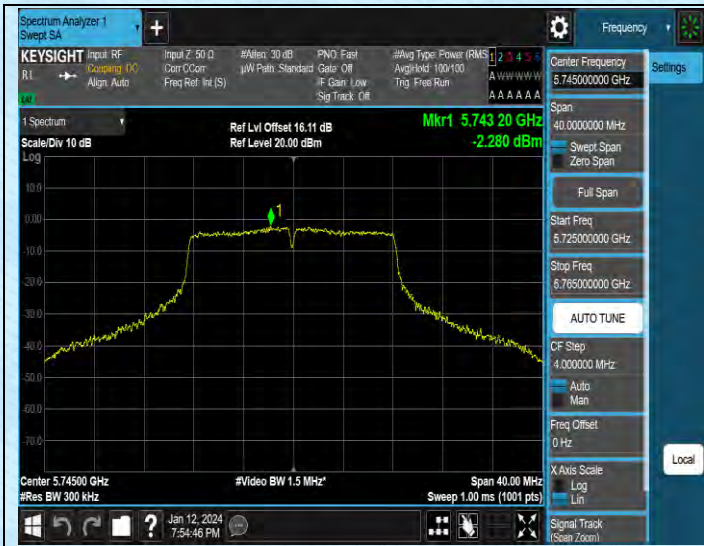 Spectrum Analyzer 1
Swept SA
+
Frequency
KEYSIGHT
RL
Input: RF
Coupling: DC
Align: Auto
Input Z: 50 Ω
Corr CCorr
Freq Ref: Int (S)
#Atten: 30 dB
µW Path: Standard
PNO: Fast
Gate: Off
IF Gain: Low
Sig Track: Off
#Avg Type: Power (RMS
Avg|Hold: 100/100
Trig: Free Run
1 2 3 4 5 6
A W W W W W
A A A A A A
1 Spectrum
Scale/Div 10 dB
Log
Ref Lvl Offset 16.11 dB
Ref Level 20.00 dBm
Mkr1 5.743 20 GHz
-2.280 dBm
10.0
0.00
-10.0
-20.0
-30.0
-40.0
-50.0
-60.0
-70.0
1
Center 5.74500 GHz
#Res BW 300 kHz
#Video BW 1.5 MHz*
Span 40.00 MHz
Sweep 1.00 ms (1001 pts)
?
Jan 12, 2024
7:54:46 PM
Center Frequency
5.745000000 GHz
Settings
Span
40.0000000 MHz
Swept Span
Zero Span
Full Span
Start Freq
5.725000000 GHz
Stop Freq
5.765000000 GHz
AUTO TUNE
CF Step
4.000000 MHz
Auto
Man
Freq Offset
0 Hz
X Axis Scale
Log
Lin
Local
Signal Track
(Span Zoom)